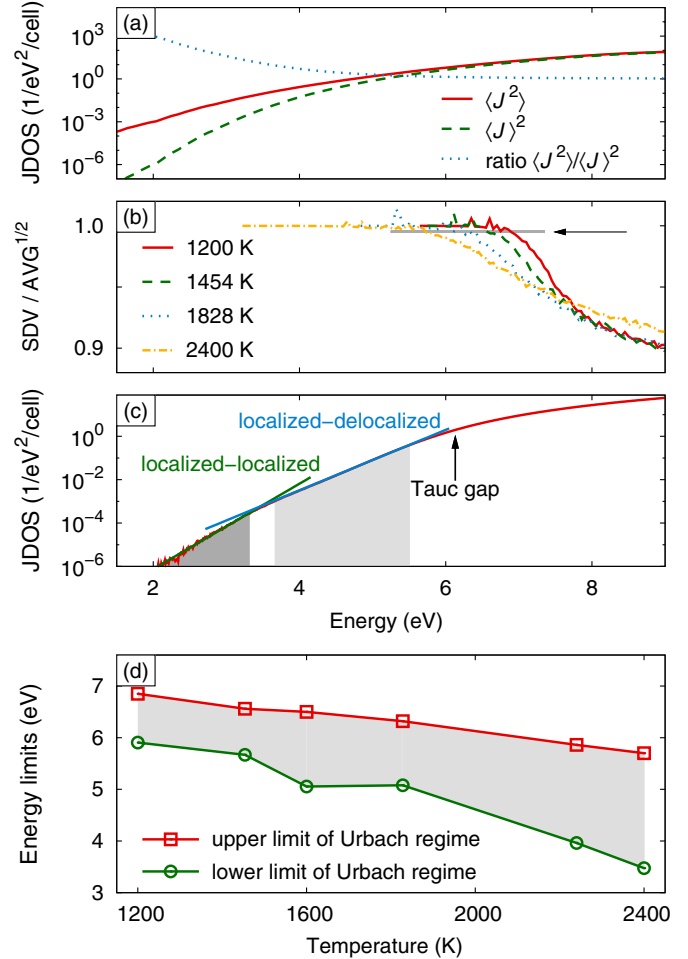 (a)
10³
10⁰
10⁻³
10⁻⁶
JDOS (1/eV²/cell)
⟨J²⟩
⟨J⟩²
ratio ⟨J²⟩/⟨J⟩²
(b)
1.0
0.9
SDV / AVG¹ᐟ²
1200 K
1454 K
1828 K
2400 K
(c)
10⁰
10⁻²
10⁻⁴
10⁻⁶
JDOS (1/eV²/cell)
localized−delocalized
localized−localized
Tauc gap
2 4 6 8
Energy (eV)
(d)
7
6
5
4
3
Energy limits (eV)
upper limit of Urbach regime
lower limit of Urbach regime
1200 1600 2000 2400
Temperature (K)